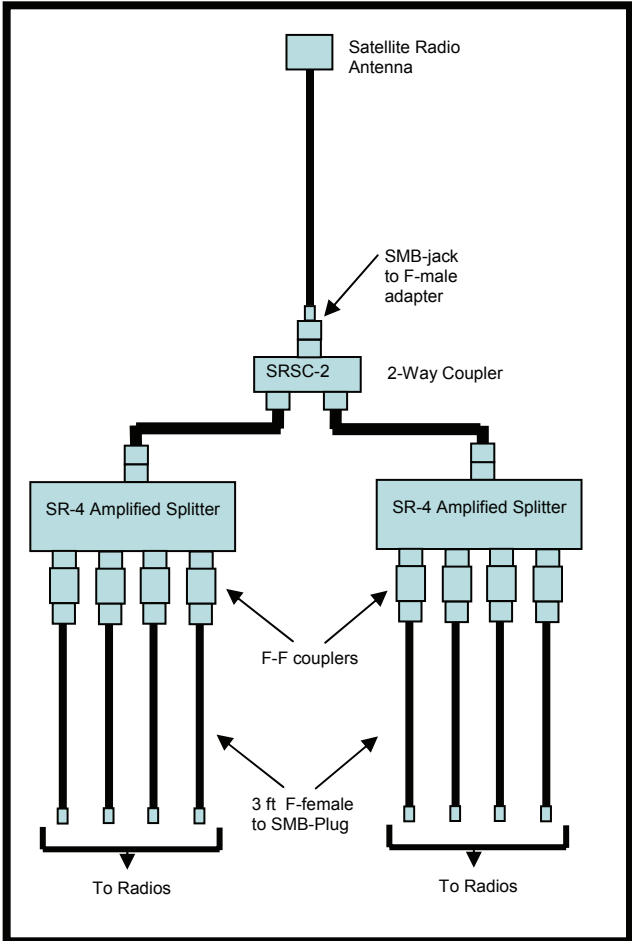 Satellite Radio
Antenna
SMB-jack
to F-male
adapter
SRSC-2
2-Way Coupler
SR-4 Amplified Splitter
SR-4 Amplified Splitter
F-F couplers
3 ft F-female
to SMB-Plug
To Radios
To Radios